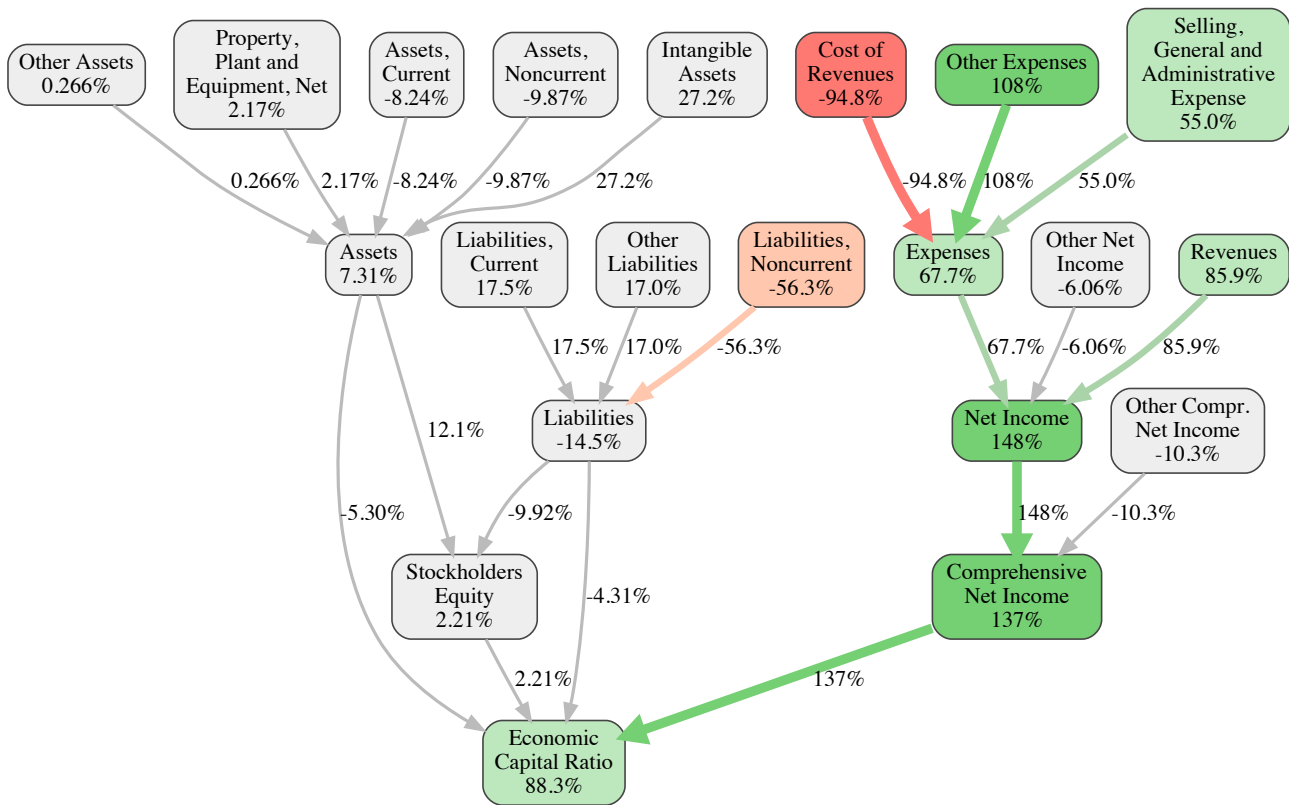 Other Assets
0.266%
Property,
Plant and
Equipment, Net
2.17%
Assets,
Current
-8.24%
Assets,
Noncurrent
-9.87%
Intangible
Assets
27.2%
Cost of
Revenues
-94.8%
Other Expenses
108%
Selling,
General and
Administrative
Expense
55.0%
0.266%
2.17%
-8.24%
-9.87%
27.2%
-94.8%
108%
55.0%
Assets
7.31%
Liabilities,
Current
17.5%
Other
Liabilities
17.0%
Liabilities,
Noncurrent
-56.3%
Expenses
67.7%
Other Net
Income
-6.06%
Revenues
85.9%
17.5%
17.0%
-56.3%
67.7%
-6.06%
85.9%
12.1%
Liabilities
-14.5%
Net Income
148%
Other Compr.
Net Income
-10.3%
-5.30%
-9.92%
148%
-10.3%
Stockholders
Equity
2.21%
-4.31%
Comprehensive
Net Income
137%
2.21%
137%
Economic
Capital Ratio
88.3%